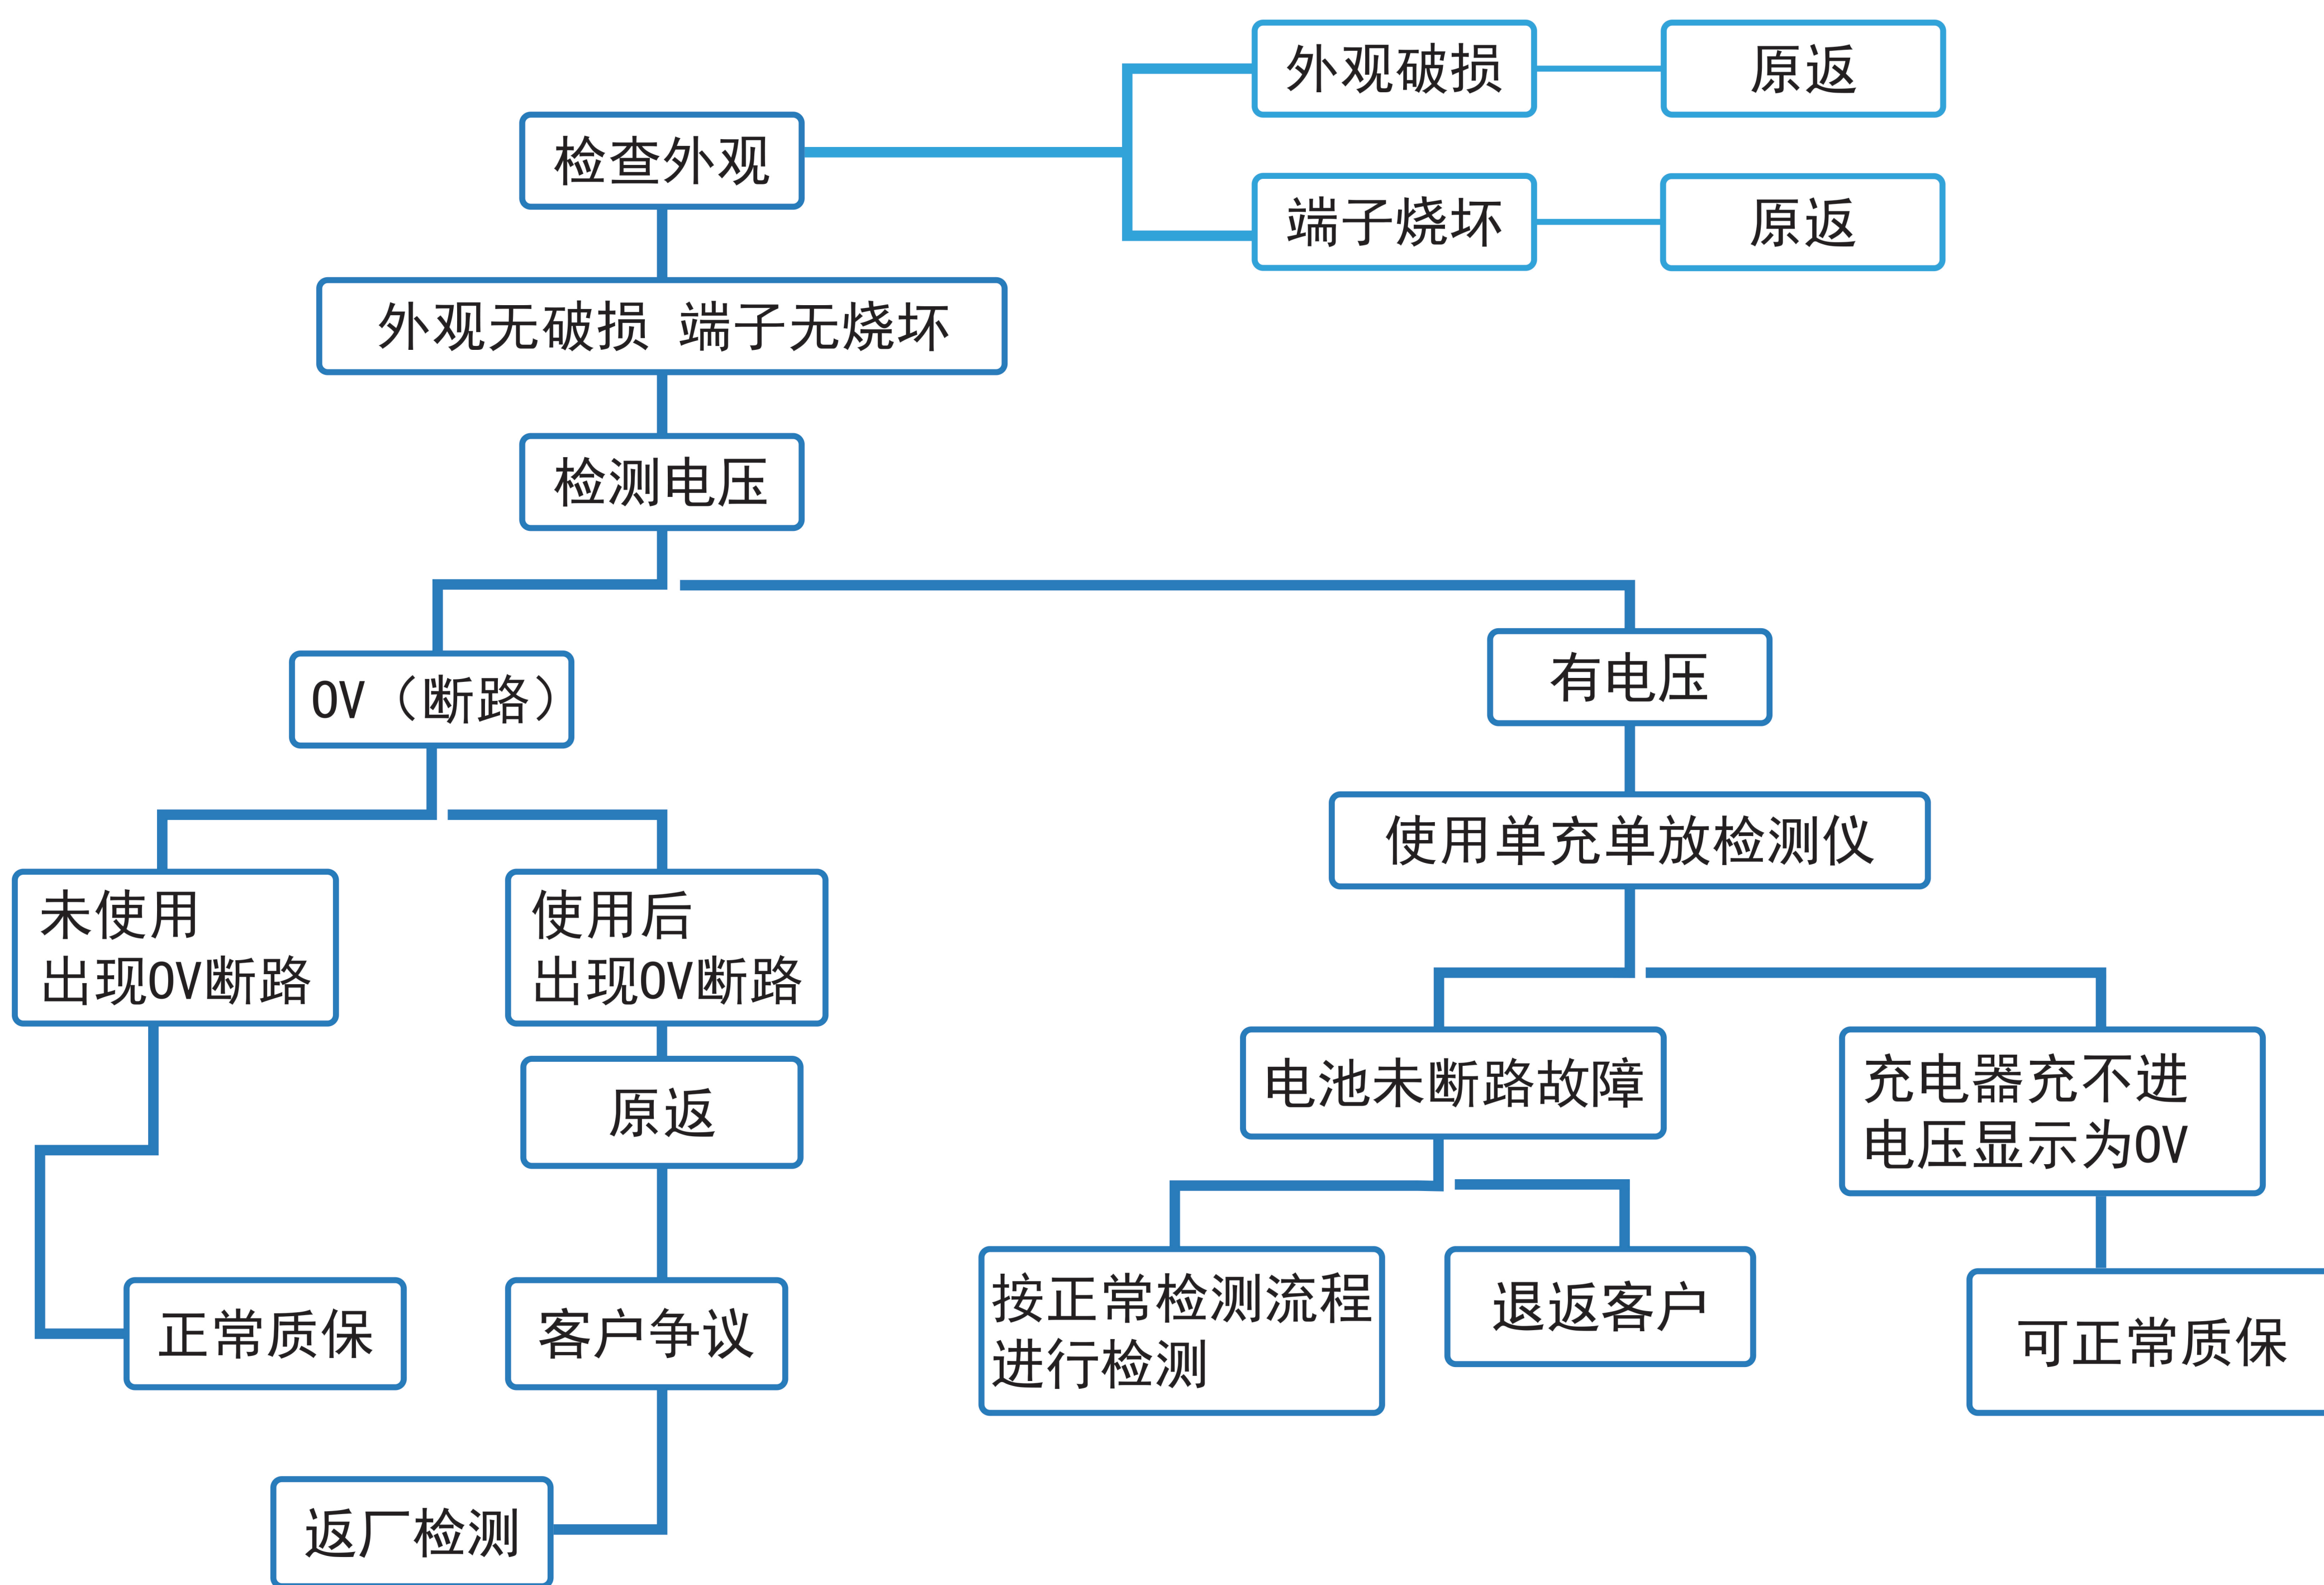 外观破损
原返
检查外观
端子烧坏
原返
外观无破损 端子无烧坏
检测电压
0V（断路）
有电压
使用单充单放检测仪
未使用
出现0V断路
使用后
出现0V断路
原返
电池未断路故障
充电器充不进
电压显示为0V
正常质保
客户争议
按正常检测流程
进行检测
退返客户
可正常质保
返厂检测